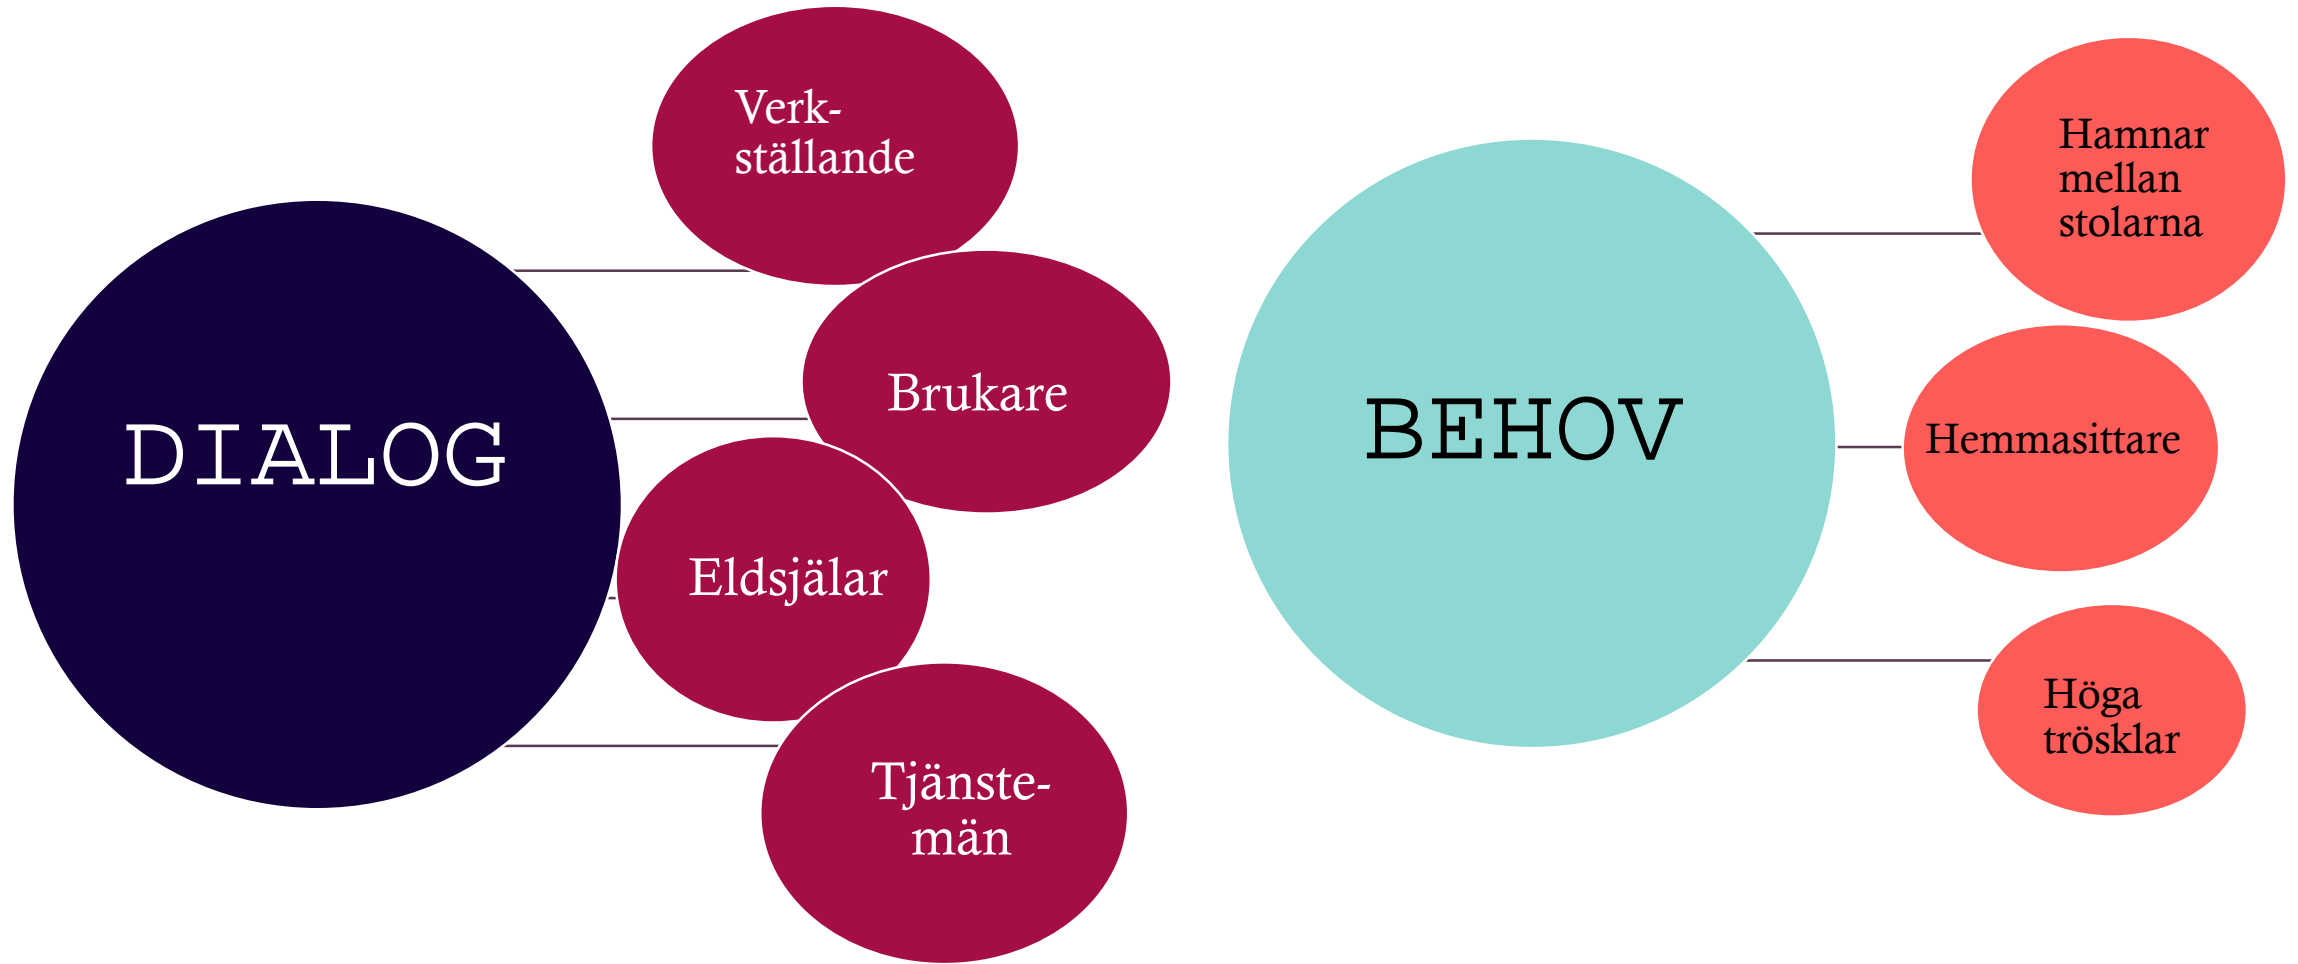 DIALOG
Verk-
ställande
Brukare
Eldsjälar
Tjänste-
män
BEHOV
Hamnar
mellan
stolarna
Hemmasittare
Höga
trösklar